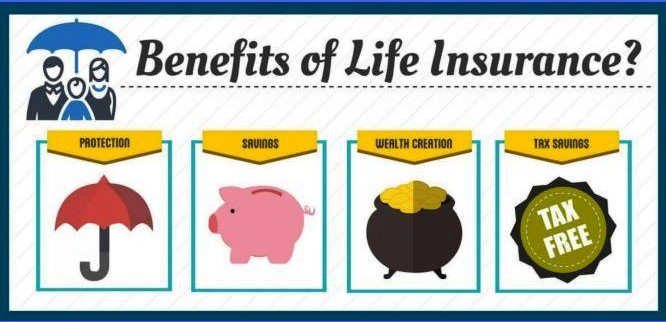 Benefits of Life Insurance?
PROTECTION
SAVINGS
WEALTH CREATION
TAX SAVINGS
TAX
FREE